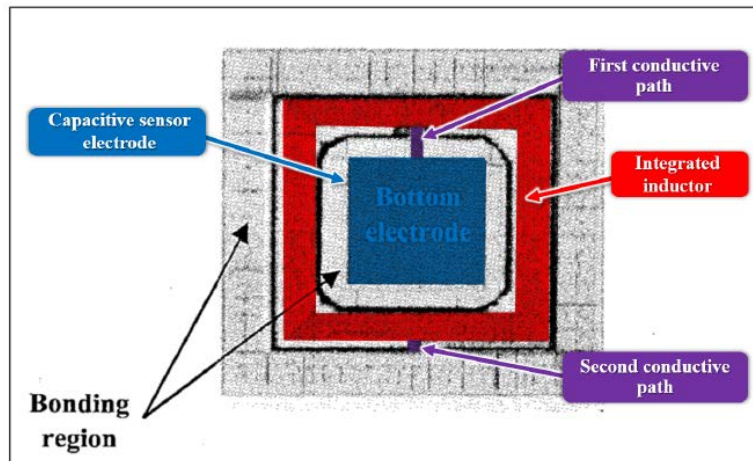 First conductive
path
Capacitive sensor
electrode
Integrated
inductor
Bottom
electrode
Second conductive
path
Bonding
region